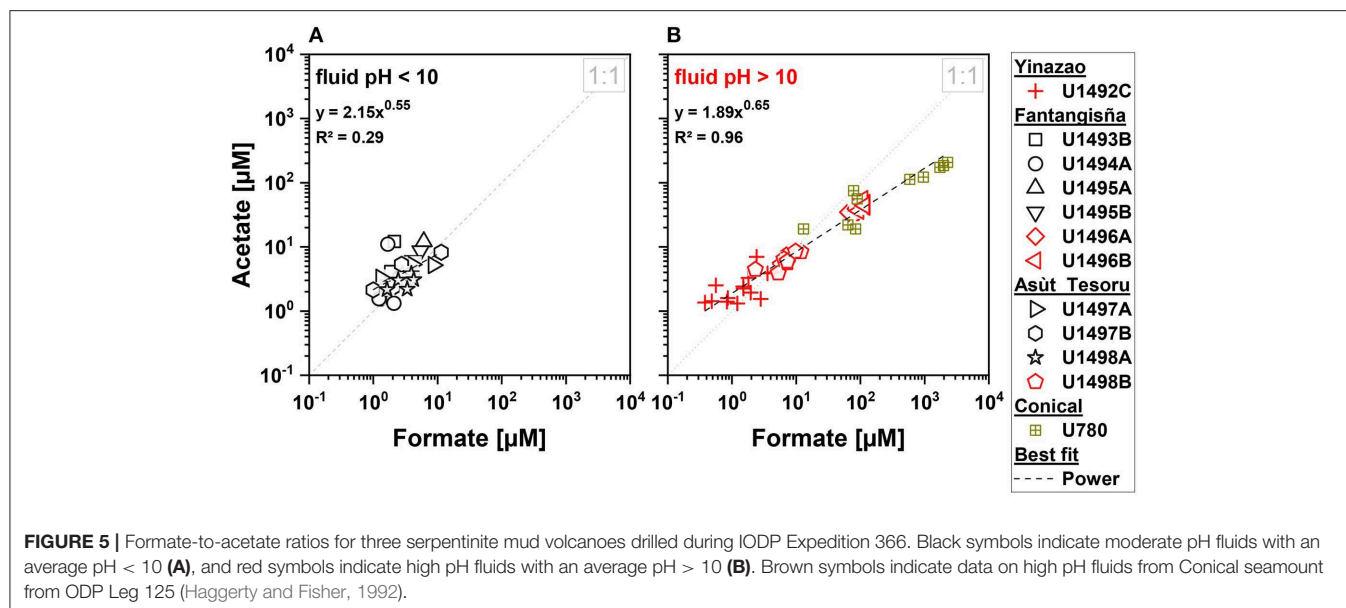 A
fluid pH < 10
y = 2.15x^0.55
R² = 0.29
1:1
B
fluid pH > 10
y = 1.89x^0.65
R² = 0.96
1:1
Acetate [µM]
10^4
10^3
10^2
10^1
10^0
10^-1
10^-1 10^0 10^1 10^2 10^3 10^4
10^-1 10^0 10^1 10^2 10^3 10^4
Formate [µM]
Formate [µM]
Yinazao
U1492C
Fantangisña
U1493B
U1494A
U1495A
U1495B
U1496A
U1496B
Asùt Tesoru
U1497A
U1497B
U1498A
U1498B
Conical
U780
Best fit
Power
FIGURE 5 | Formate-to-acetate ratios for three serpentinite mud volcanoes drilled during IODP Expedition 366. Black symbols indicate moderate pH fluids with an
average pH < 10 (A), and red symbols indicate high pH fluids with an average pH > 10 (B). Brown symbols indicate data on high pH fluids from Conical seamount
from ODP Leg 125 (Haggerty and Fisher, 1992).